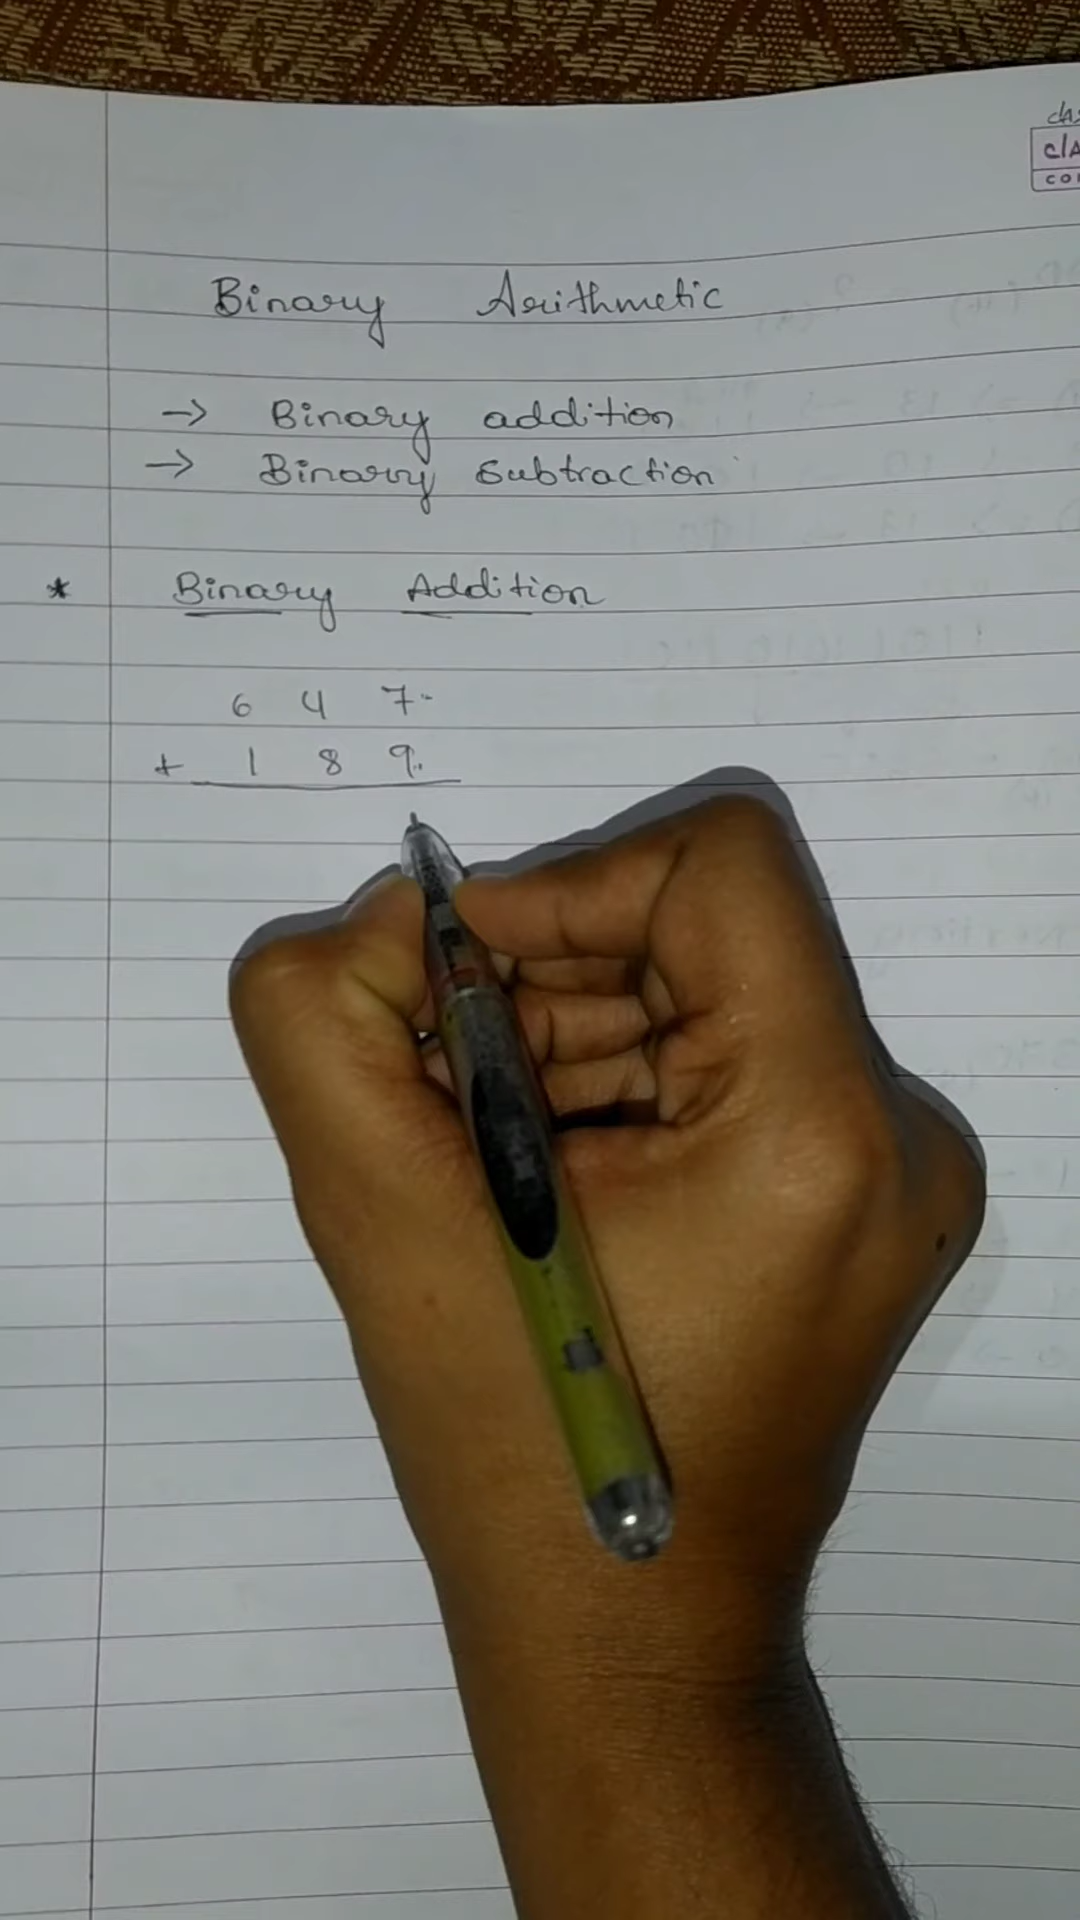 Binary Arithmetic
→ Binary addition
→ Binary Subtraction
* Binary Addition
6 4 7
+ 1 8 9